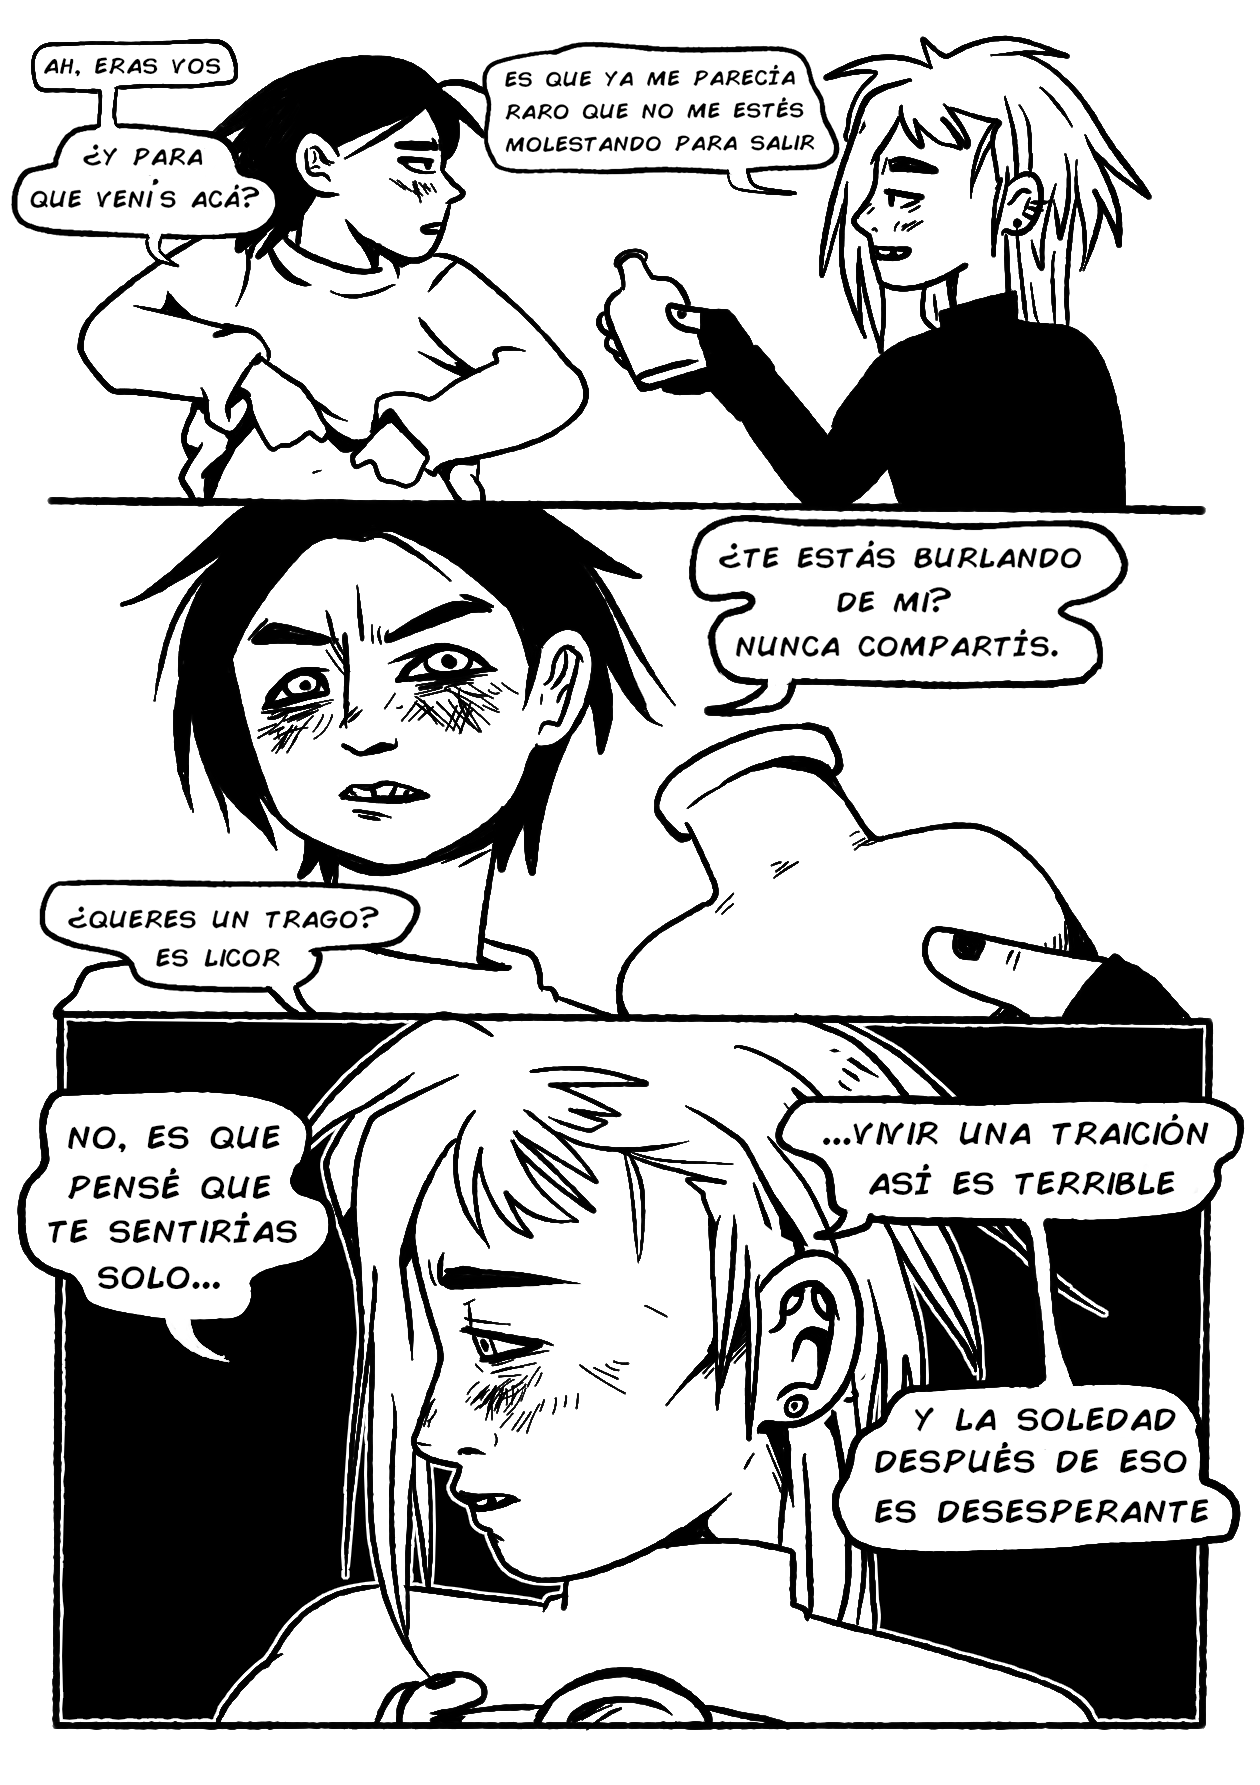 AH, ERAS VOS
¿Y PARA
QUE VENÍS ACÁ?
ES QUE YA ME PARECÍA
RARO QUE NO ME ESTÉS
MOLESTANDO PARA SALIR
¿TE ESTÁS BURLANDO
DE MI?
NUNCA COMPARTÍS.
¿QUERES UN TRAGO?
ES LICOR
NO, ES QUE
PENSÉ QUE
TE SENTIRÍAS
SOLO...
...VIVIR UNA TRAICIÓN
ASÍ ES TERRIBLE
Y LA SOLEDAD
DESPUÉS DE ESO
ES DESESPERANTE